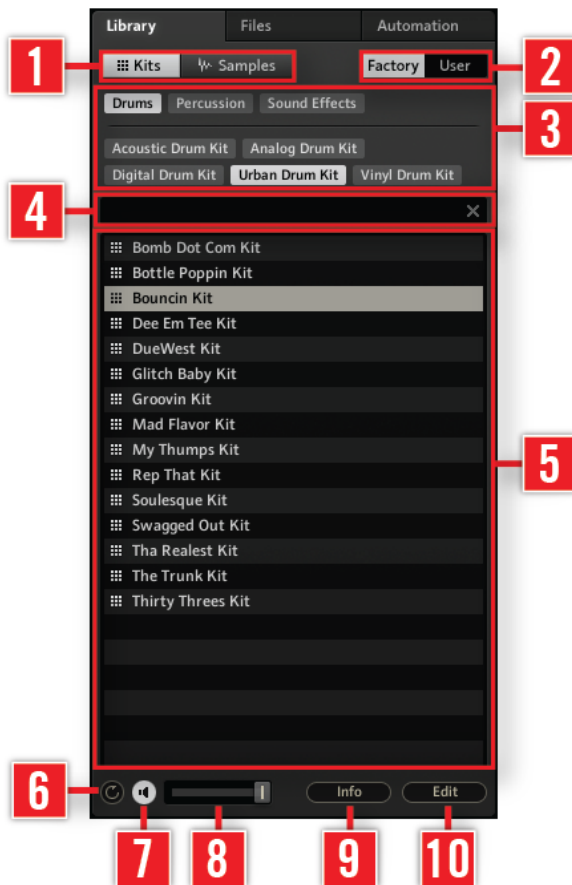 Library Files Automation
1 Kits Samples Factory User 2
Drums Percussion Sound Effects
3
Acoustic Drum Kit Analog Drum Kit
Digital Drum Kit Urban Drum Kit Vinyl Drum Kit
4
Bomb Dot Com Kit
Bottle Poppin Kit
Bouncin Kit
Dee Em Tee Kit
DueWest Kit
Glitch Baby Kit
Groovin Kit
Mad Flavor Kit
My Thumps Kit
5
Rep That Kit
Soulesque Kit
Swagged Out Kit
Tha Realest Kit
The Trunk Kit
Thirty Threes Kit
6 Info Edit
7 8 9 10